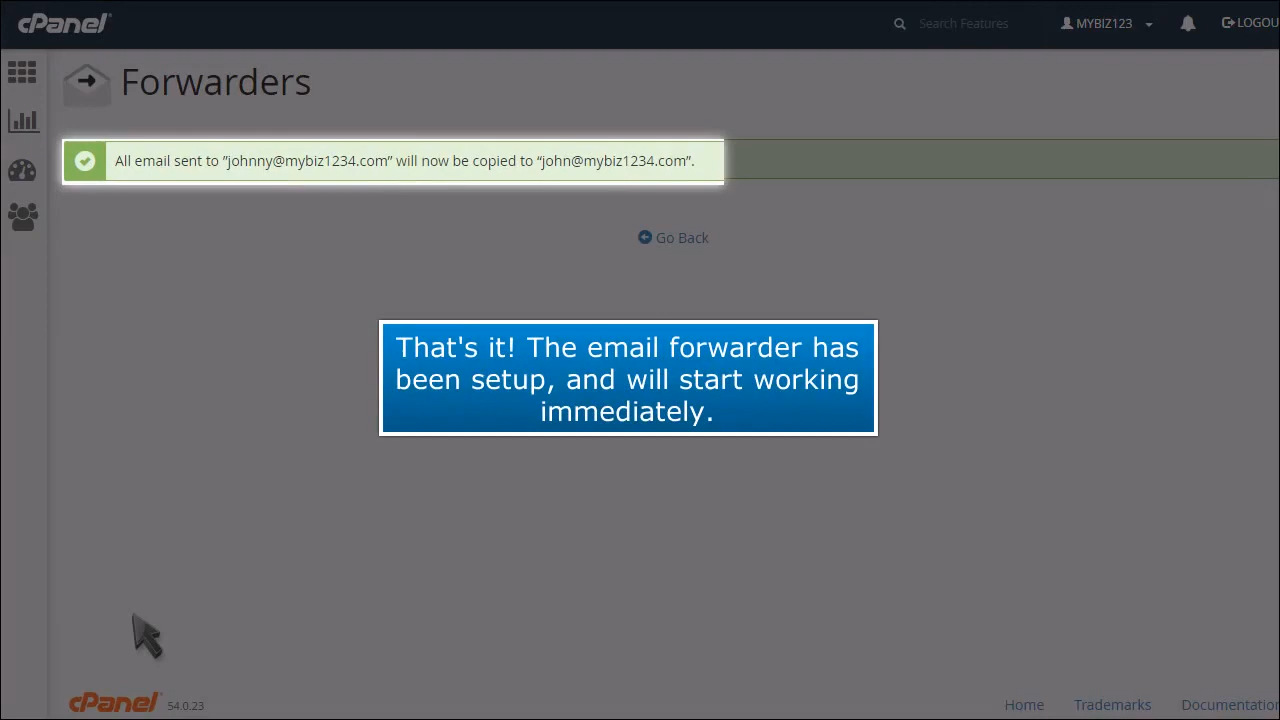 cPanel®
Search Features
MYBIZ123
LOGOU
Forwarders
All email sent to ”johnny@mybiz1234.com” will now be copied to “john@mybiz1234.com”.
Go Back
That's it! The email forwarder has
been setup, and will start working
immediately.
cPanel® 54.0.23
Home Trademarks Documentation